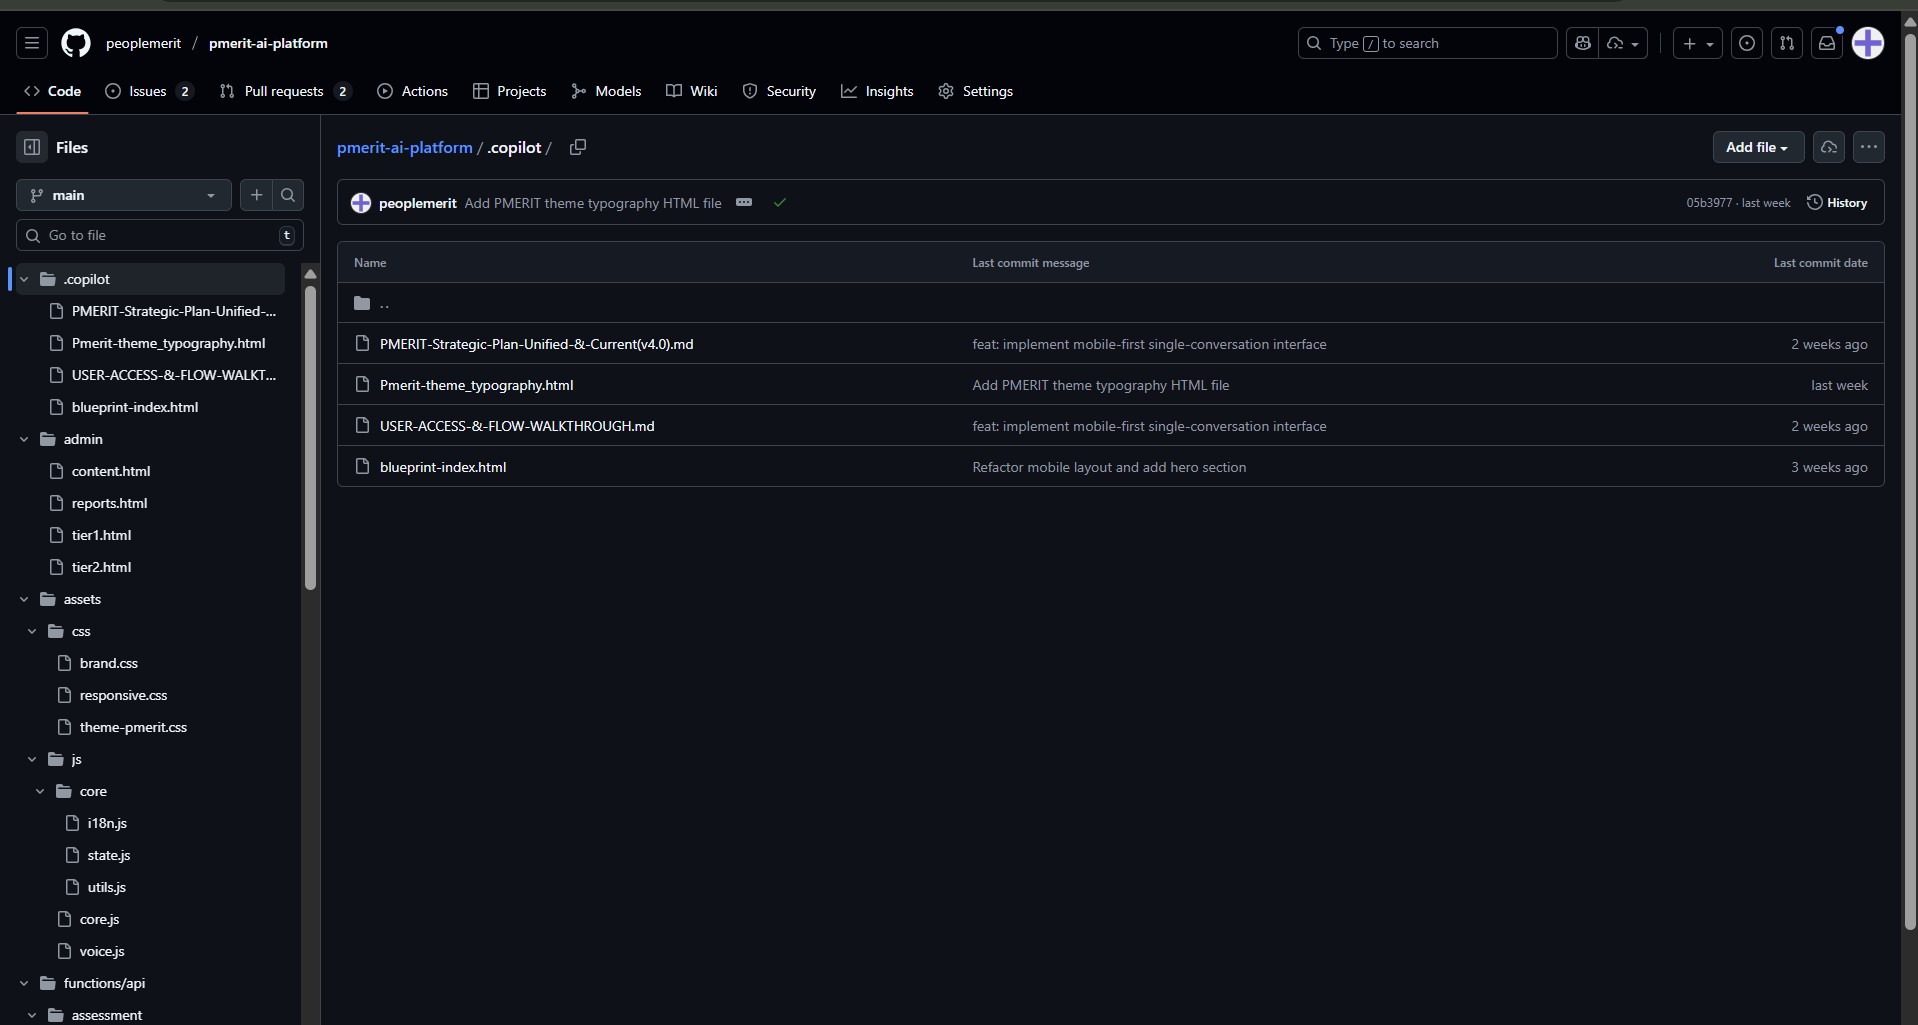 peoplemerit / pmerit-ai-platform
Type / to search
Code
Issues 2
Pull requests 2
Actions
Projects
Models
Wiki
Security
Insights
Settings
Files
main
Go to file
t
.copilot
PMERIT-Strategic-Plan-Unified-...
Pmerit-theme_typography.html
USER-ACCESS-&-FLOW-WALKT...
blueprint-index.html
admin
content.html
reports.html
tier1.html
tier2.html
assets
css
brand.css
responsive.css
theme-pmerit.css
js
core
i18n.js
state.js
utils.js
core.js
voice.js
functions/api
assessment
pmerit-ai-platform / .copilot /
Add file
peoplemerit Add PMERIT theme typography HTML file
05b3977 · last week
History
Name Last commit message Last commit date
..
PMERIT-Strategic-Plan-Unified-&-Current(v4.0).md feat: implement mobile-first single-conversation interface 2 weeks ago
Pmerit-theme_typography.html Add PMERIT theme typography HTML file last week
USER-ACCESS-&-FLOW-WALKTHROUGH.md feat: implement mobile-first single-conversation interface 2 weeks ago
blueprint-index.html Refactor mobile layout and add hero section 3 weeks ago